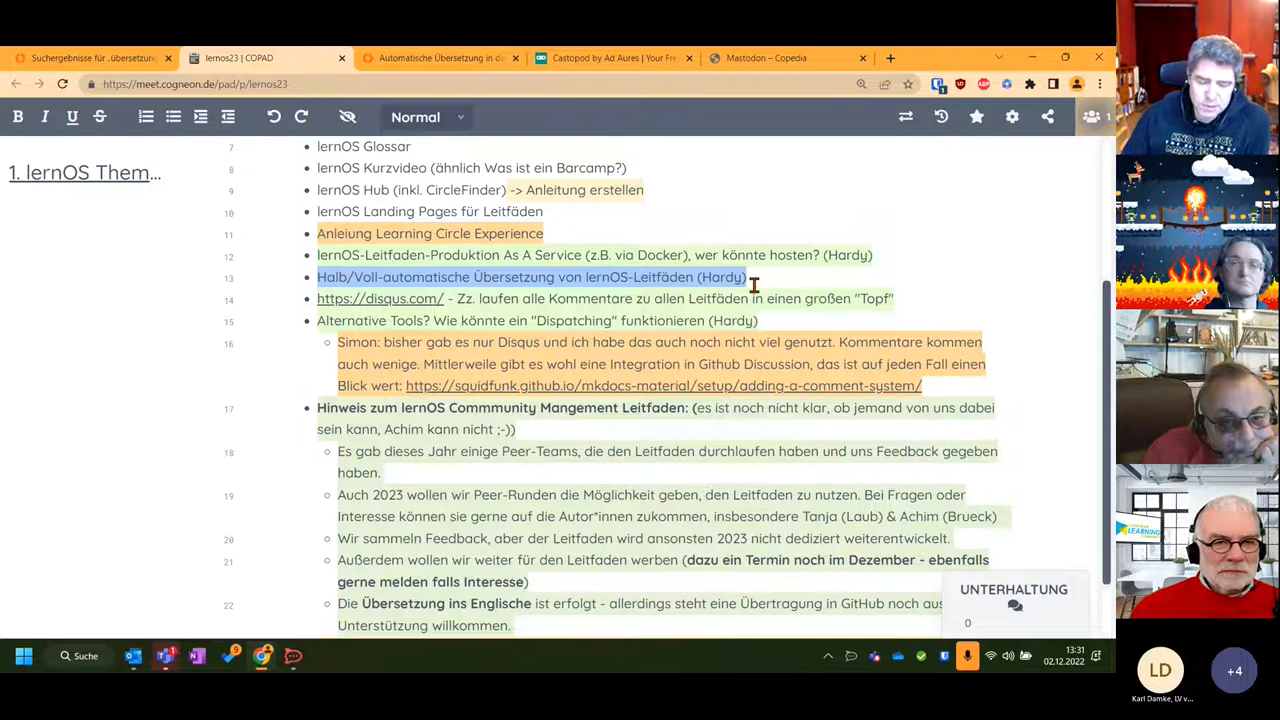 Suchergebnisse für „übersetzung
lernos23 | COPAD
Automatische Übersetzung in de
Castopod by Ad Aures | Your Fre
Mastodon – Copedia
https://meet.cogneon.de/pad/p/lernos23
B I U S
Normal
1
1. lernOS Them...
7 lernOS Glossar
8 lernOS Kurzvideo (ähnlich Was ist ein Barcamp?)
9 lernOS Hub (inkl. CircleFinder) -> Anleitung erstellen
10 lernOS Landing Pages für Leitfäden
11 Anleiung Learning Circle Experience
12 lernOS-Leitfaden-Produktion As A Service (z.B. via Docker), wer könnte hosten? (Hardy)
13 Halb/Voll-automatische Übersetzung von lernOS-Leitfäden (Hardy)
14 https://disqus.com/ - Zz. laufen alle Kommentare zu allen Leitfäden in einen großen "Topf"
15 Alternative Tools? Wie könnte ein "Dispatching" funktionieren (Hardy)
16 Simon: bisher gab es nur Disqus und ich habe das auch noch nicht viel genutzt. Kommentare kommen
auch wenige. Mittlerweile gibt es wohl eine Integration in Github Discussion, das ist auf jeden Fall einen
Blick wert: https://squidfunk.github.io/mkdocs-material/setup/adding-a-comment-system/
17 Hinweis zum lernOS Commmunity Mangement Leitfaden: (es ist noch nicht klar, ob jemand von uns dabei
sein kann, Achim kann nicht ;-))
18 Es gab dieses Jahr einige Peer-Teams, die den Leitfaden durchlaufen haben und uns Feedback gegeben
haben.
19 Auch 2023 wollen wir Peer-Runden die Möglichkeit geben, den Leitfaden zu nutzen. Bei Fragen oder
Interesse können sie gerne auf die Autor*innen zukommen, insbesondere Tanja (Laub) & Achim (Brueck)
20 Wir sammeln Feedback, aber der Leitfaden wird ansonsten 2023 nicht dediziert weiterentwickelt.
21 Außerdem wollen wir weiter für den Leitfaden werben (dazu ein Termin noch im Dezember - ebenfalls
gerne melden falls Interesse)
22 Die Übersetzung ins Englische ist erfolgt - allerdings steht eine Übertragung in GitHub noch aus
Unterstützung willkommen.
UNTERHALTUNG
0
Suche
13:31
02.12.2022
LEARNING
LD
+4
Karl Damke, LV v...